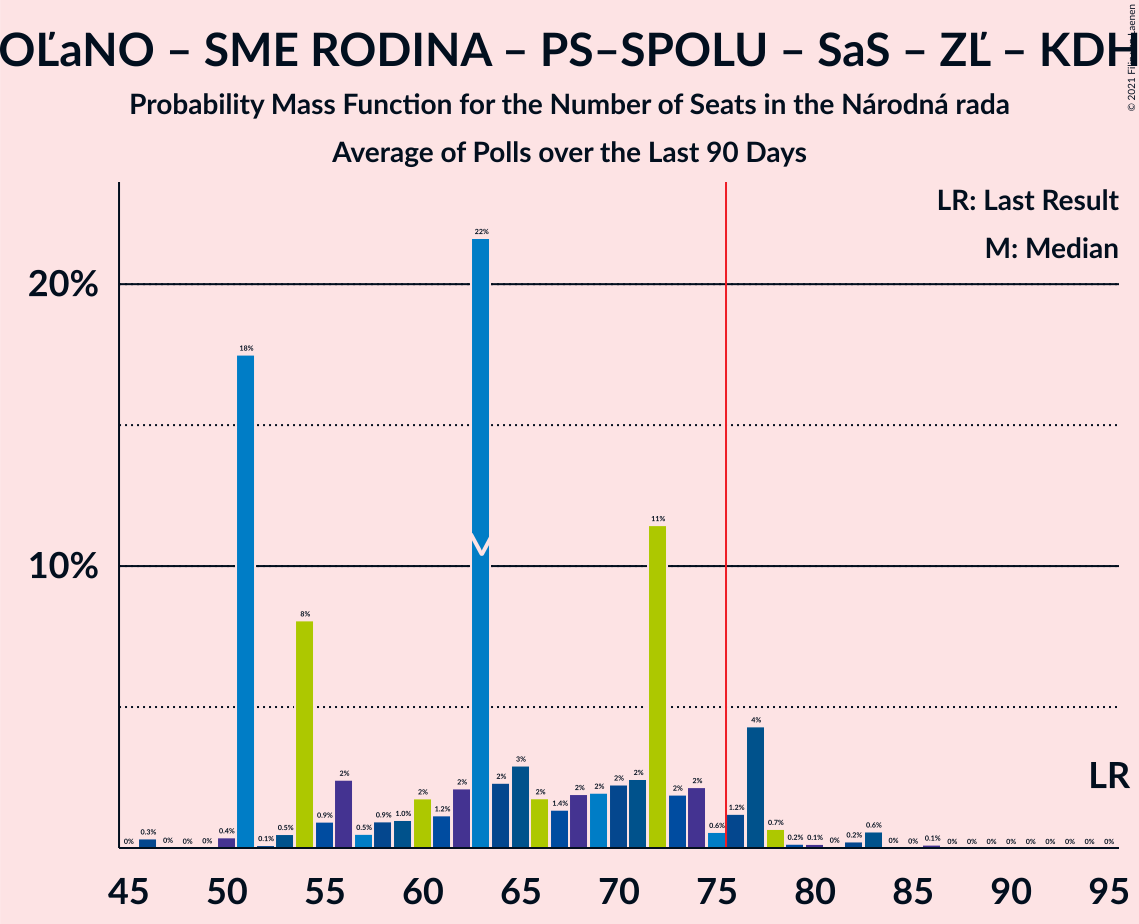 OĽaNO – SME RODINA – PS–SPOLU – SaS – ZĽ – KDH
Probability Mass Function for the Number of Seats in the Národná rada
Average of Polls over the Last 90 Days
© 2021
LR: Last Result
M: Median
22%
20%
18%
11%
10%
8%
4%
LR
0% 0.3% 0% 0% 0% 0.4% 0.1% 0.5% 0.9% 2% 0.5% 0.9% 1.0% 2% 1.2% 2% 2% 3% 2% 1.4% 2% 2% 2% 2% 2% 2% 0.6% 1.2% 0.7% 0.2% 0.1% 0% 0.2% 0.6% 0% 0% 0.1% 0% 0% 0% 0% 0% 0% 0% 0% 0%
45 50 55 60 65 70 75 80 85 90 95